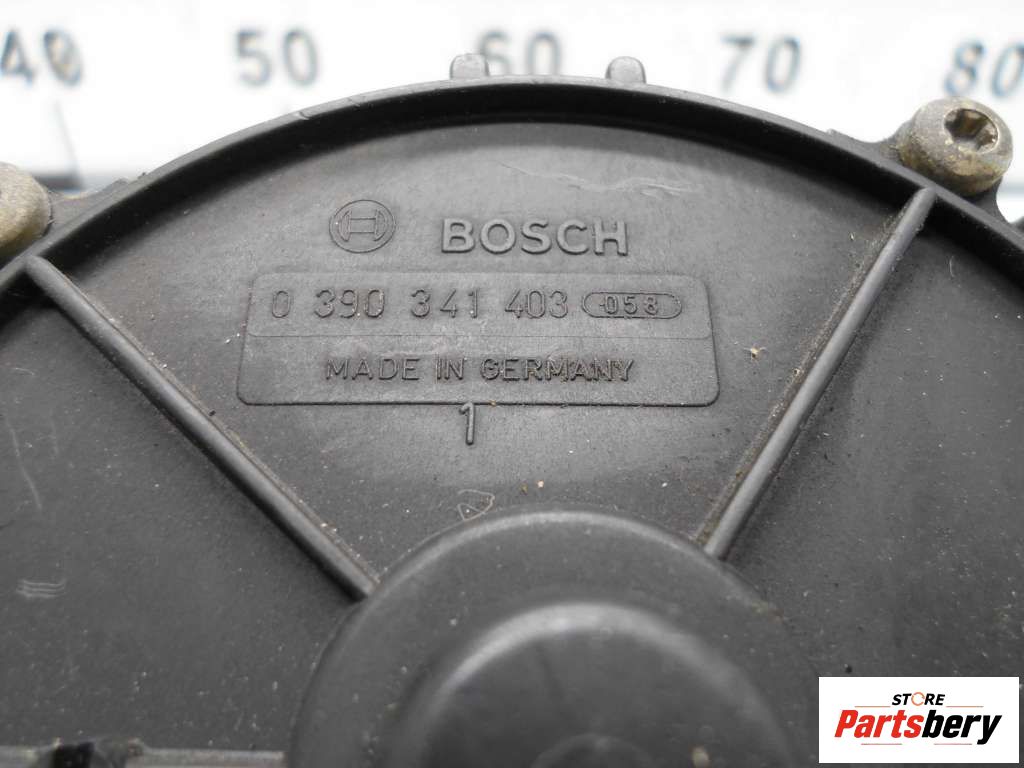 40 50 60 70 80
BOSCH
0 390 341 403 058
MADE IN GERMANY
1
STORE
Partsbery